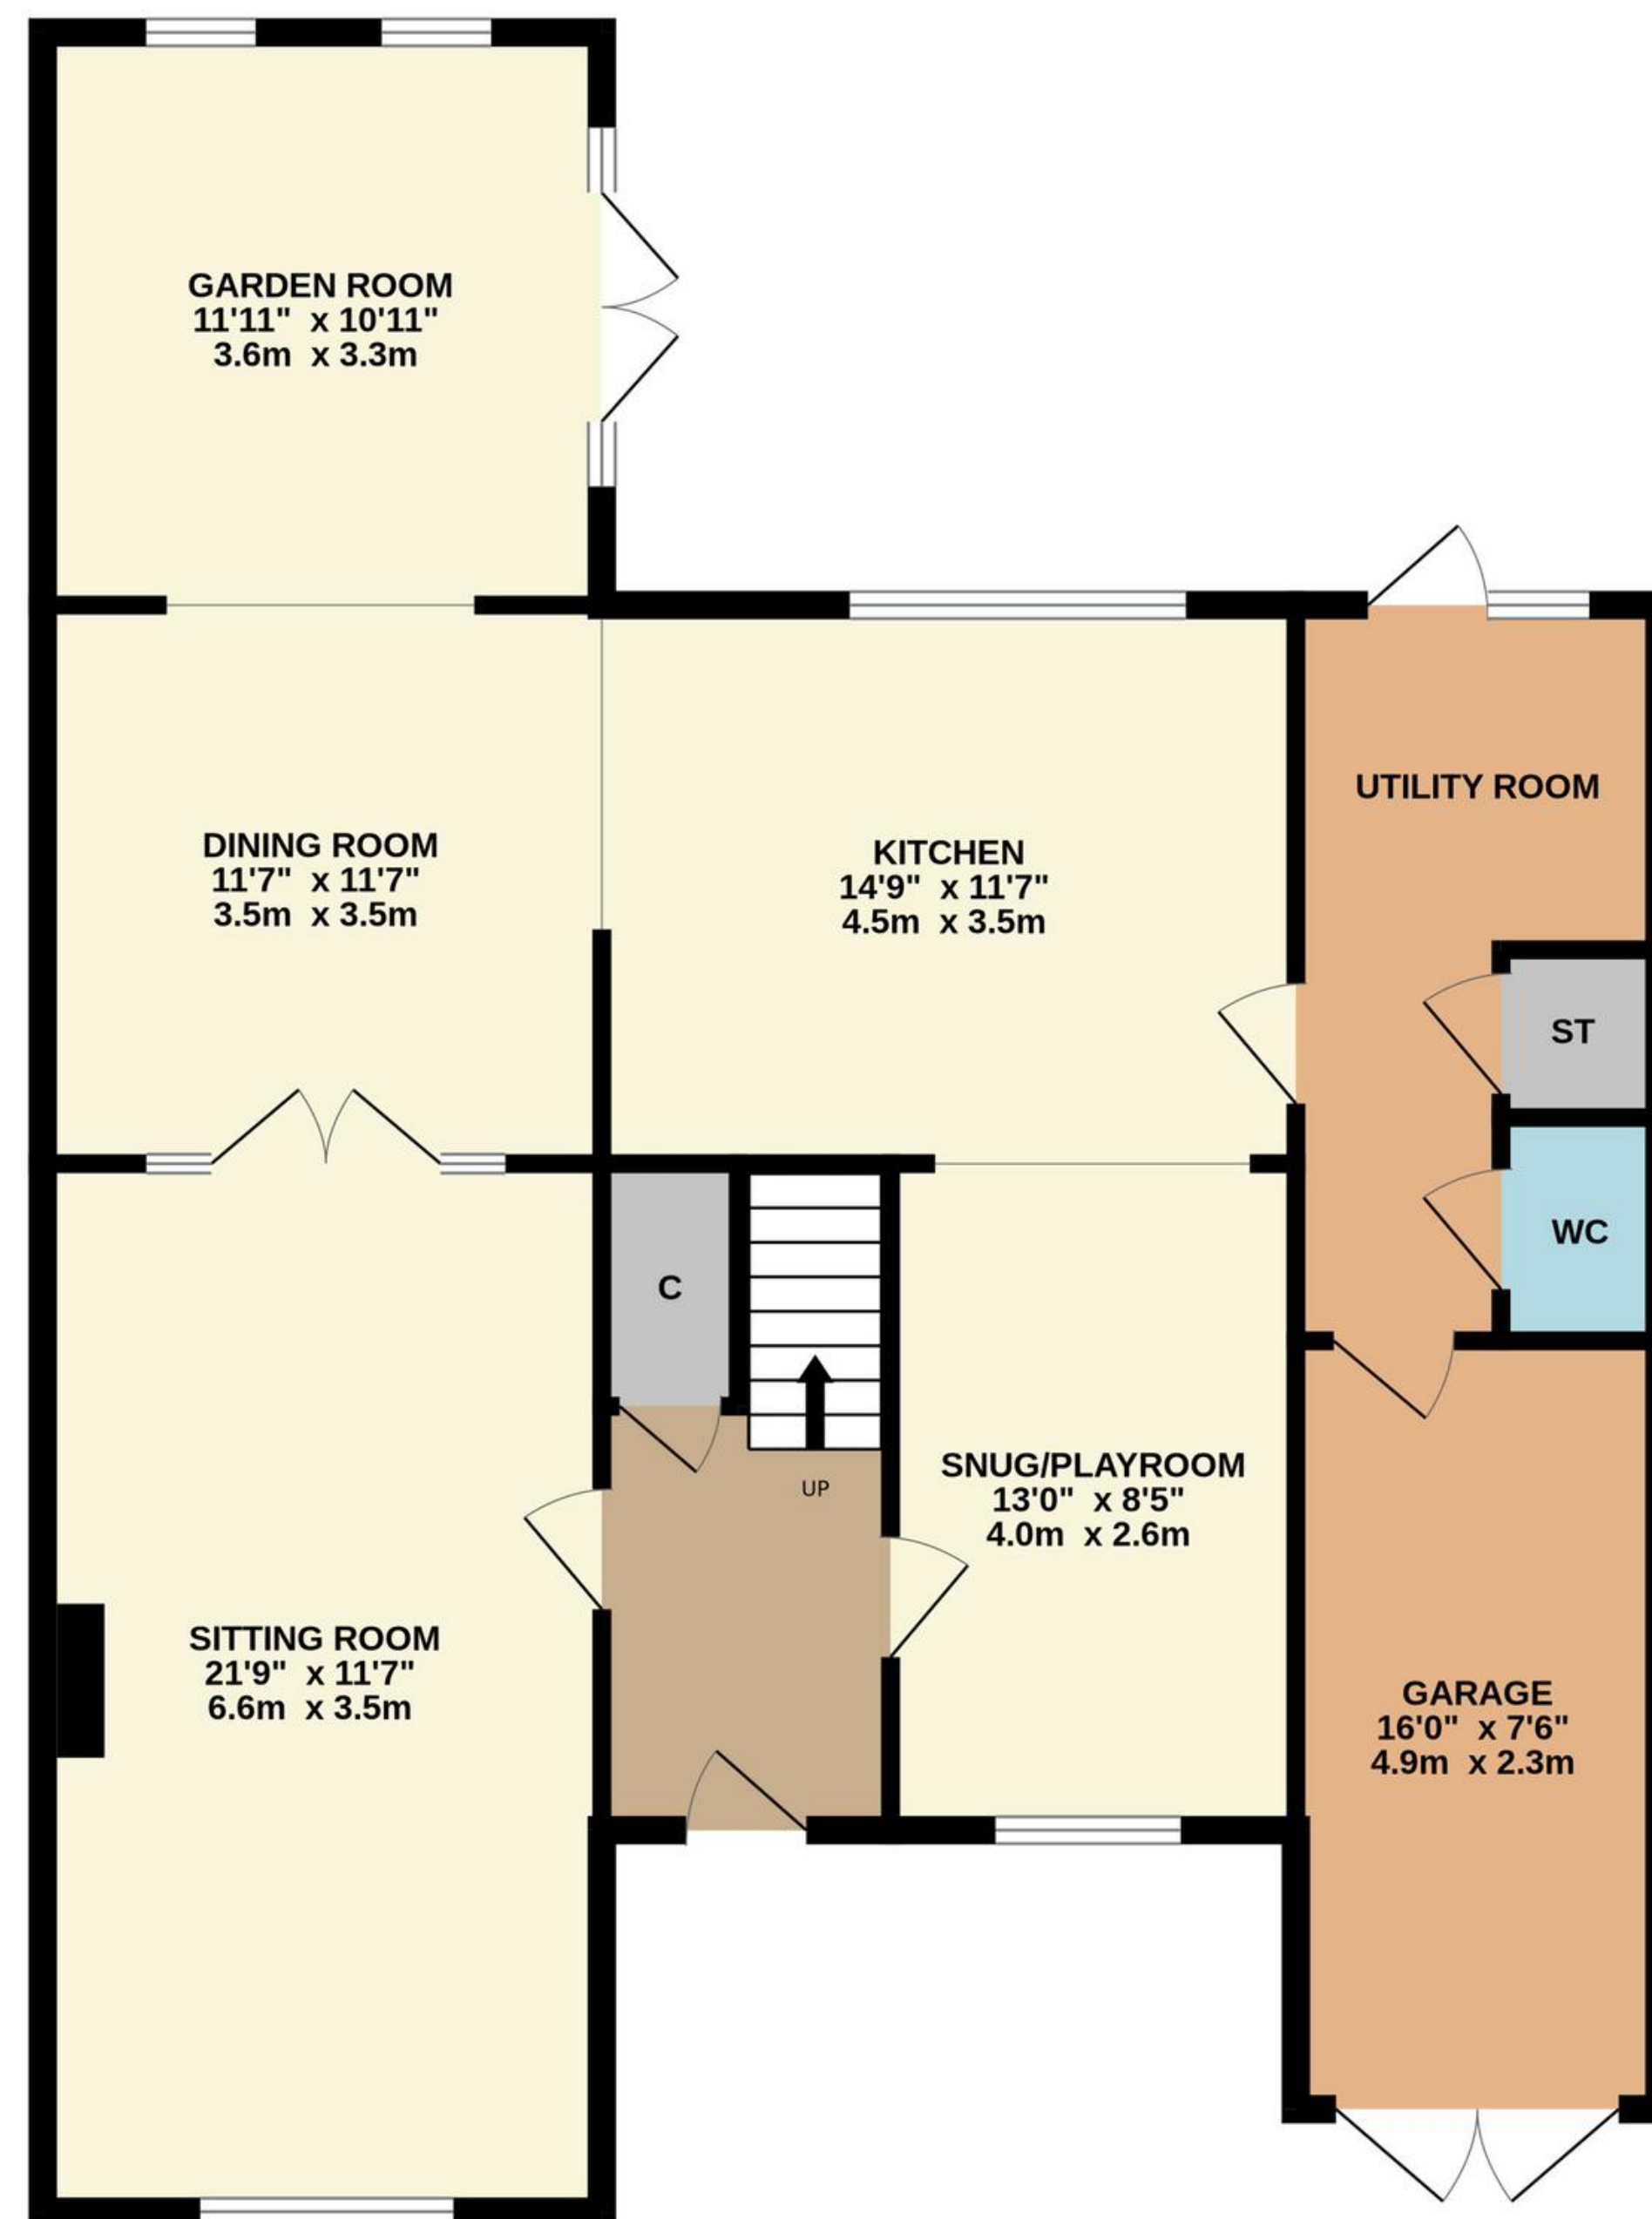 GARDEN ROOM
11'11" x 10'11"
3.6m x 3.3m
UTILITY ROOM
DINING ROOM
11'7" x 11'7"
3.5m x 3.5m
KITCHEN
14'9" x 11'7"
4.5m x 3.5m
ST
WC
C
UP
SNUG/PLAYROOM
13'0" x 8'5"
4.0m x 2.6m
SITTING ROOM
21'9" x 11'7"
6.6m x 3.5m
GARAGE
16'0" x 7'6"
4.9m x 2.3m